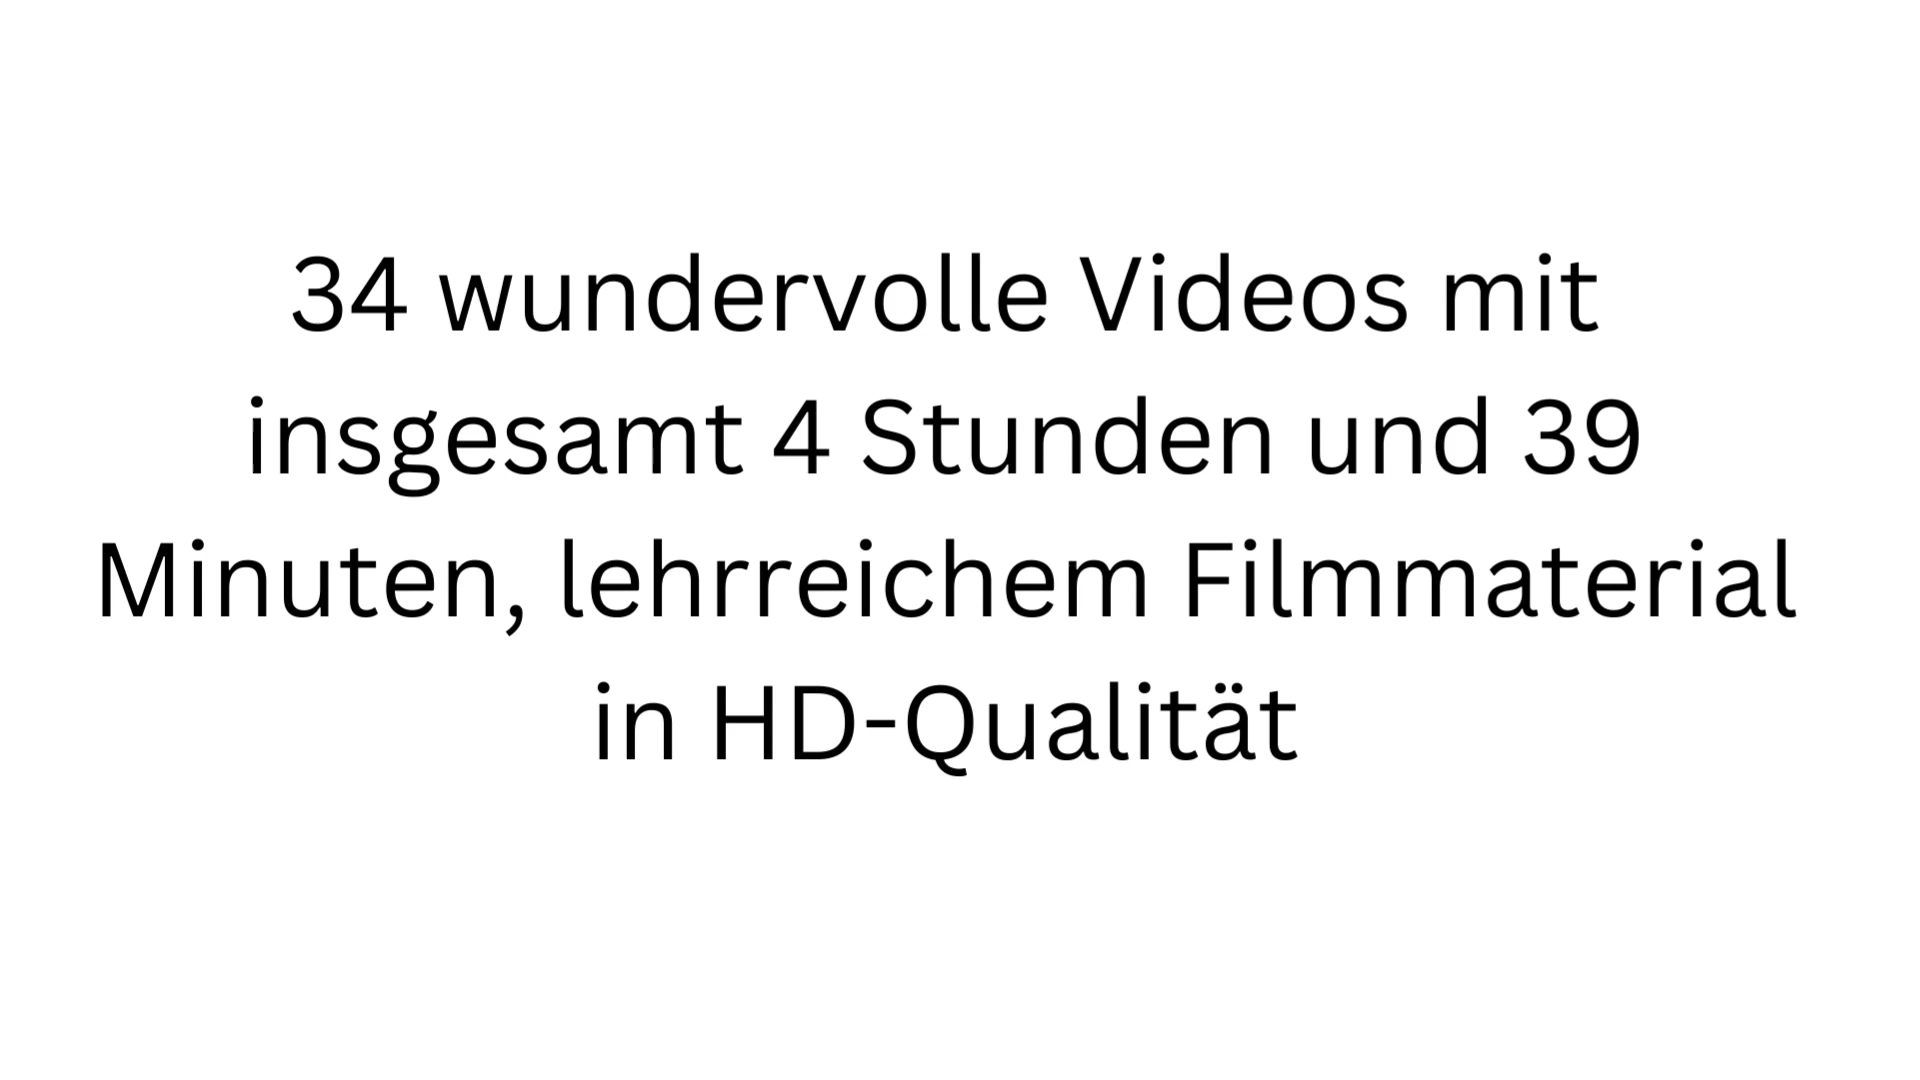 34 wundervolle Videos mit
insgesamt 4 Stunden und 39
Minuten, lehrreichem Filmmaterial
in HD-Qualität